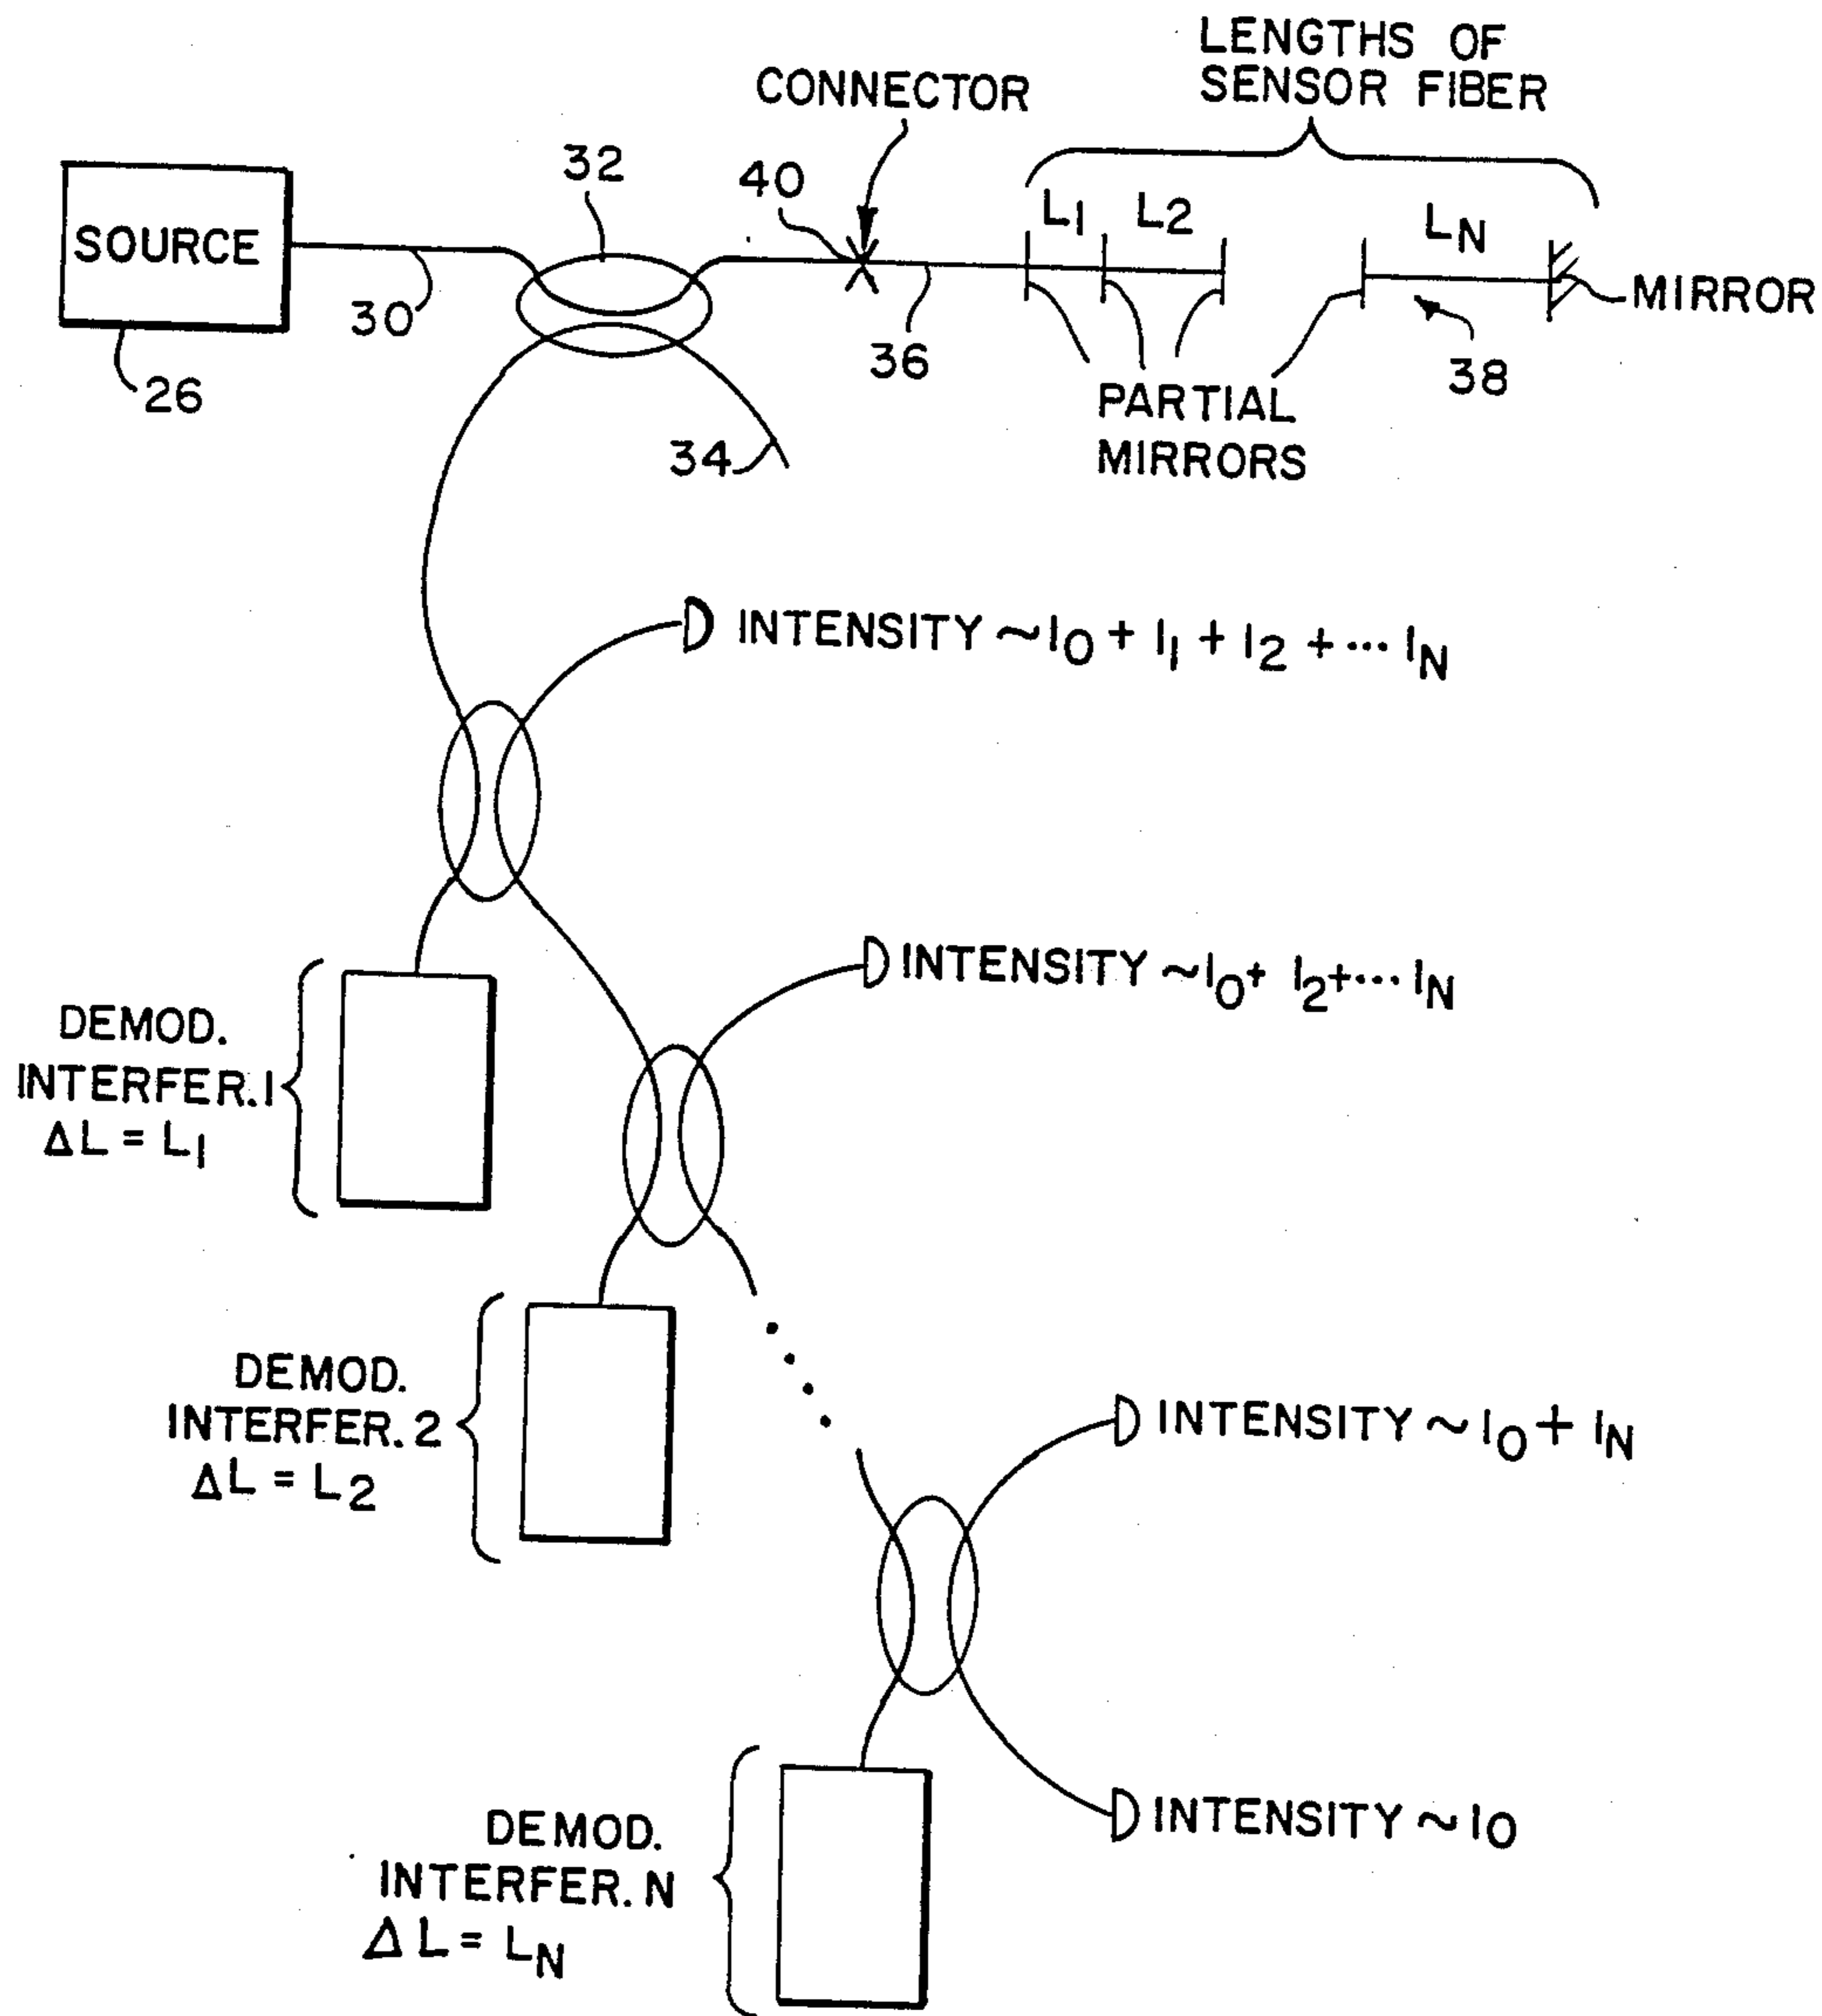 LENGTHS OF
SENSOR FIBER
CONNECTOR
32
40
L1
L2
LN
SOURCE
30
36
MIRROR
26
38
PARTIAL
MIRRORS
34
INTENSITY ~ I0 + I1 + I2 + ··· IN
INTENSITY ~ I0 + I2 + ··· IN
DEMOD.
INTERFER. 1
ΔL = L1
DEMOD.
INTERFER. 2
ΔL = L2
INTENSITY ~ I0 + IN
INTENSITY ~ I0
DEMOD.
INTERFER. N
ΔL = LN